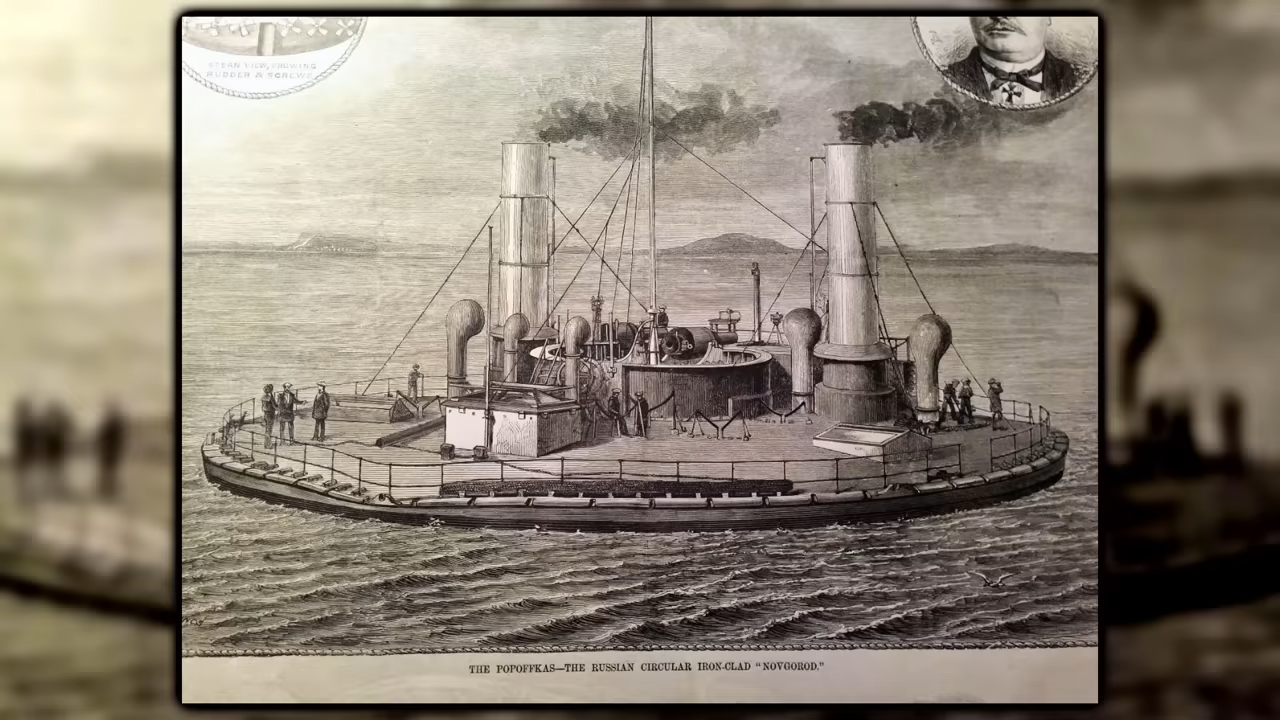 STERN VIEW, SHOWING
RUDDER & SCREWS
THE POPOFFKAS—THE RUSSIAN CIRCULAR IRON-CLAD "NOVGOROD."